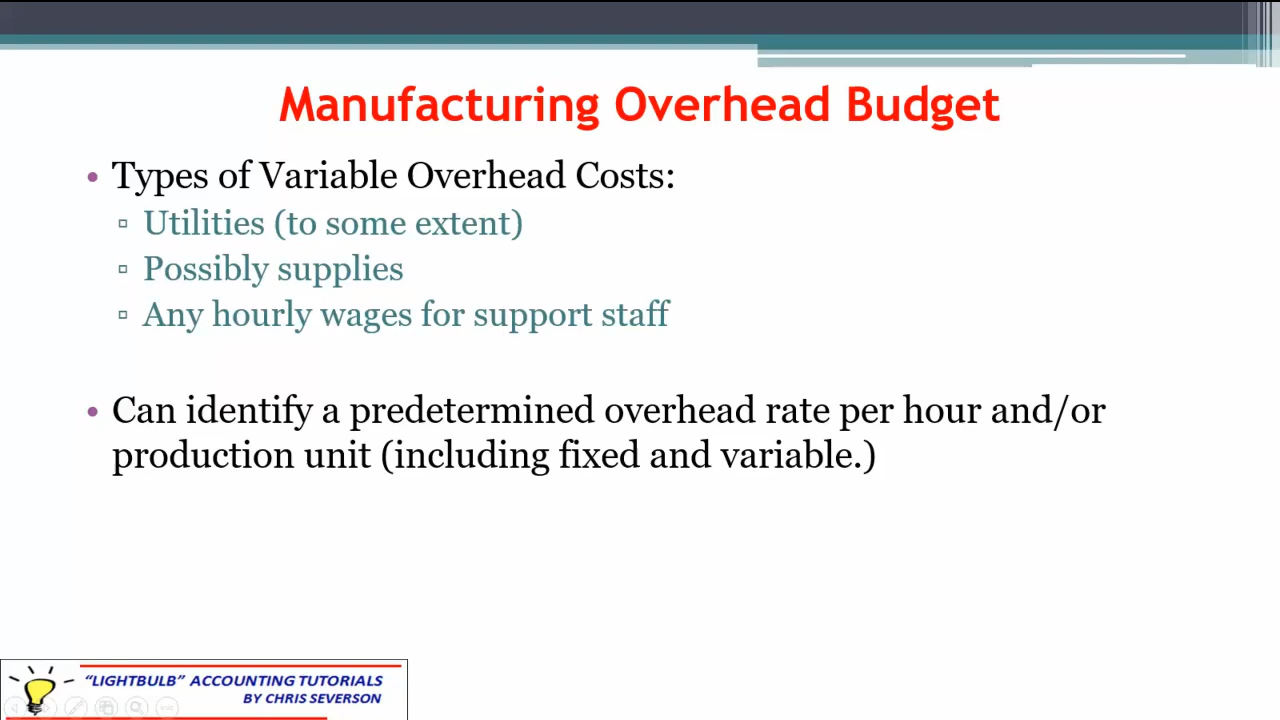 Manufacturing Overhead Budget
• Types of Variable Overhead Costs:
▫ Utilities (to some extent)
▫ Possibly supplies
▫ Any hourly wages for support staff
• Can identify a predetermined overhead rate per hour and/or
production unit (including fixed and variable.)
“LIGHTBULB” ACCOUNTING TUTORIALS
BY CHRIS SEVERSON